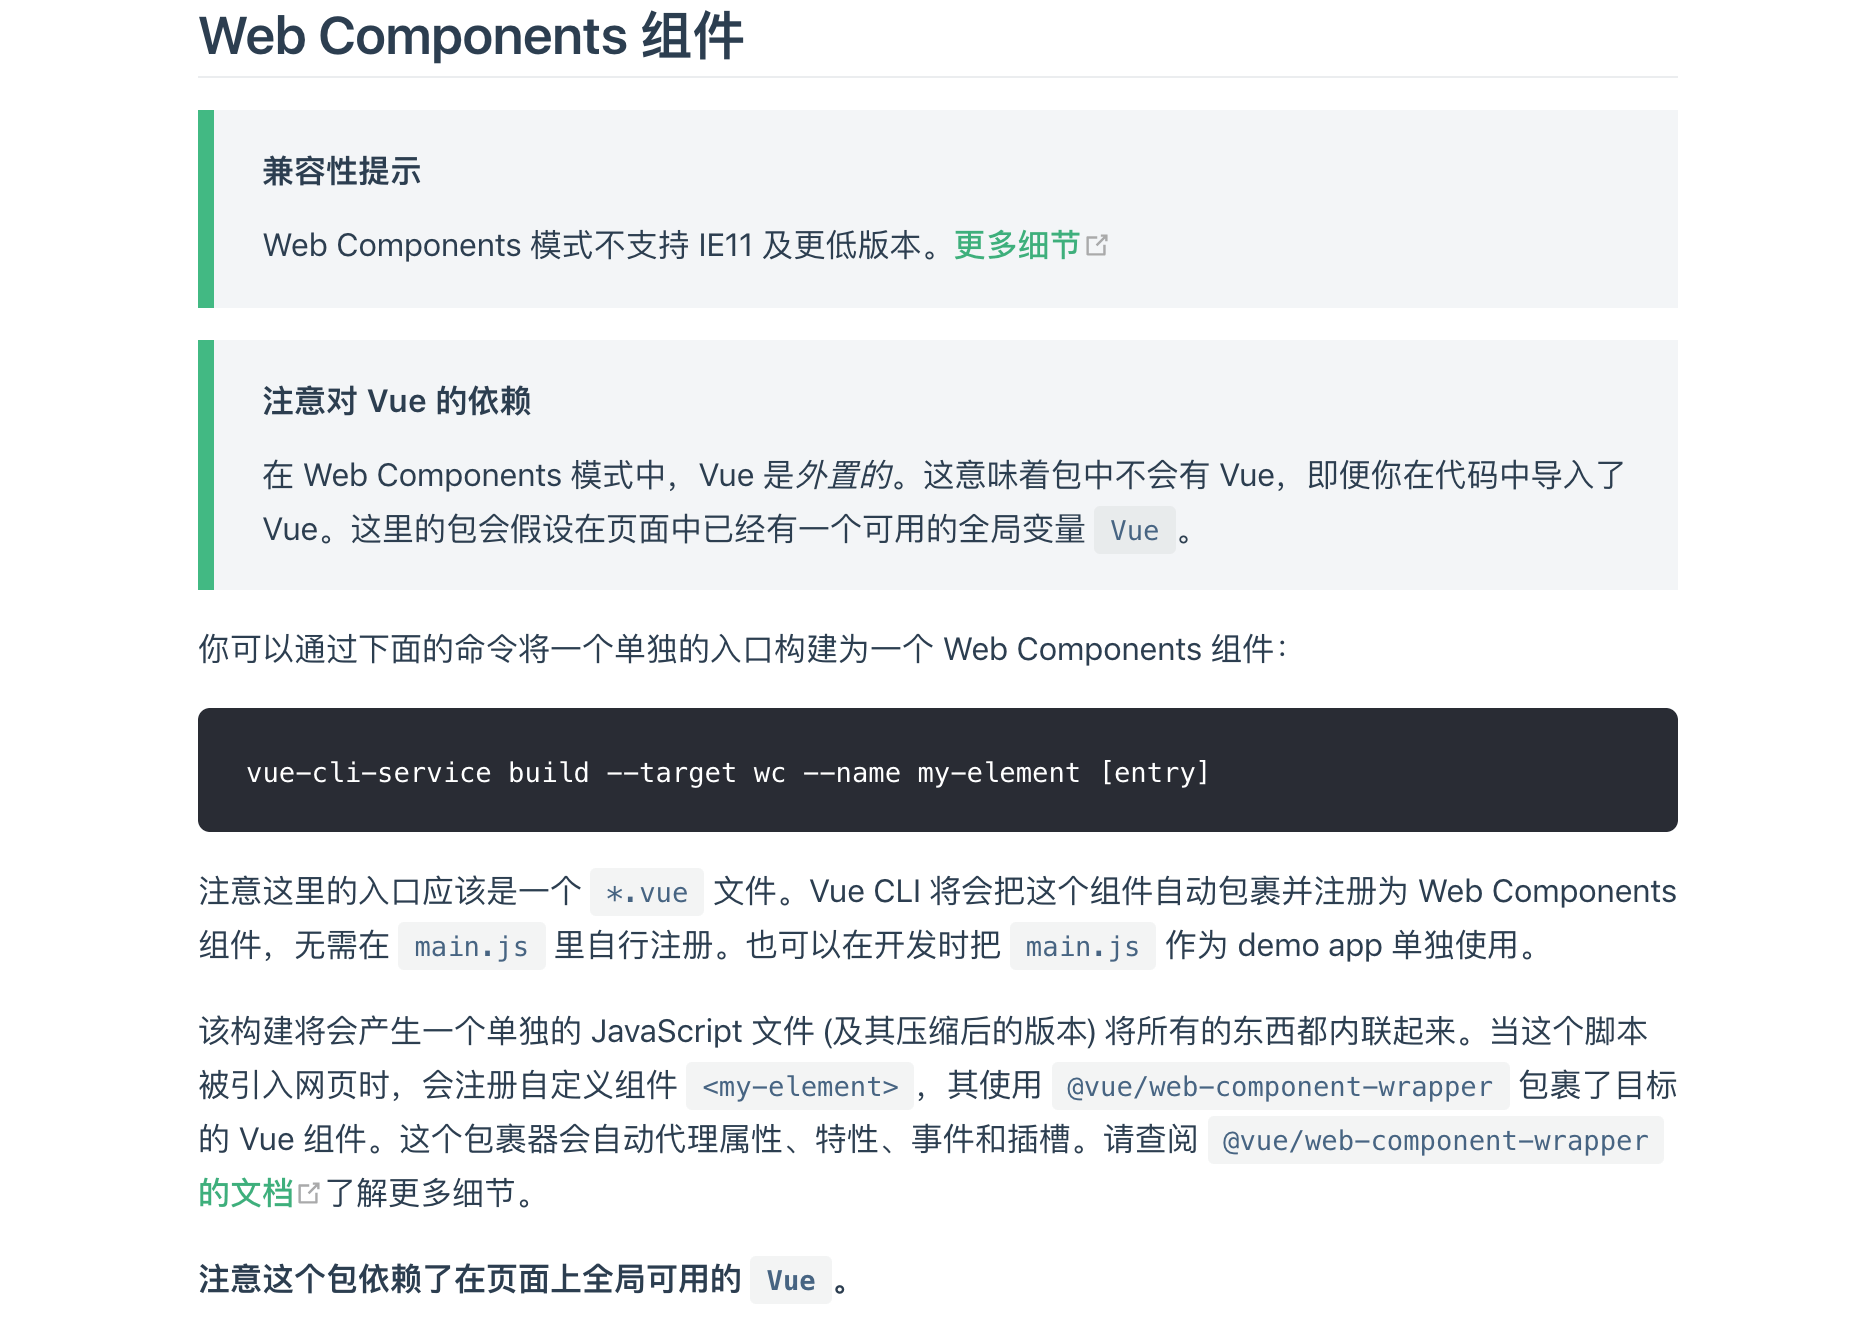 Web Components 组件
兼容性提示
Web Components 模式不支持 IE11 及更低版本。更多细节
注意对 Vue 的依赖
在 Web Components 模式中，Vue 是外置的。这意味着包中不会有 Vue，即便你在代码中导入了
Vue。这里的包会假设在页面中已经有一个可用的全局变量 Vue 。
你可以通过下面的命令将一个单独的入口构建为一个 Web Components 组件：
vue-cli-service build --target wc --name my-element [entry]
注意这里的入口应该是一个 *.vue 文件。Vue CLI 将会把这个组件自动包裹并注册为 Web Components
组件，无需在 main.js 里自行注册。也可以在开发时把 main.js 作为 demo app 单独使用。
该构建将会产生一个单独的 JavaScript 文件 (及其压缩后的版本) 将所有的东西都内联起来。当这个脚本
被引入网页时，会注册自定义组件 <my-element> ，其使用 @vue/web-component-wrapper 包裹了目标
的 Vue 组件。这个包裹器会自动代理属性、特性、事件和插槽。请查阅 @vue/web-component-wrapper
的文档了解更多细节。
注意这个包依赖了在页面上全局可用的 Vue 。